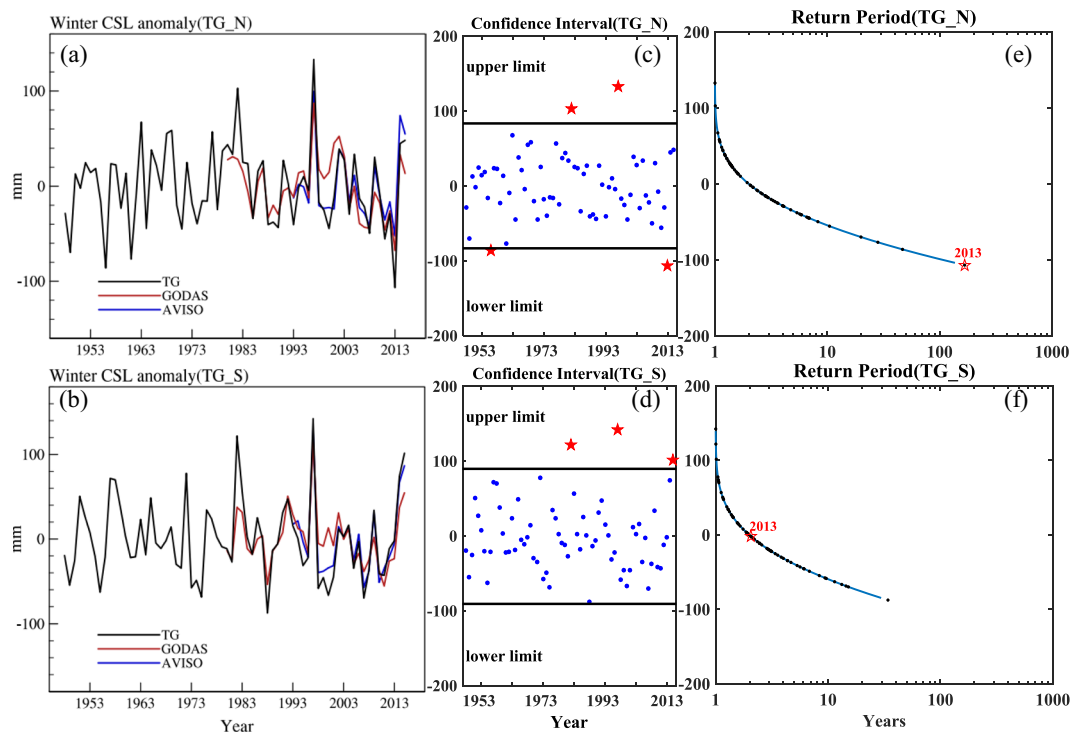 Winter CSL anomaly(TG_N)
(a)
100
0
-100
mm
TG
GODAS
AVISO
1953 1963 1973 1983 1993 2003 2013
Confidence Interval(TG_N)
(c)
200
100
0
-100
-200
upper limit
lower limit
1953 1973 1993 2013
Return Period(TG_N)
(e)
200
100
0
-100
-200
2013
1 10 100 1000
Winter CSL anomaly(TG_S)
(b)
100
0
-100
mm
TG
GODAS
AVISO
1953 1963 1973 1983 1993 2003 2013
Year
Confidence Interval(TG_S)
(d)
200
100
0
-100
-200
upper limit
lower limit
1953 1973 1993 2013
Year
Return Period(TG_S)
(f)
200
100
0
-100
-200
2013
1 10 100 1000
Years